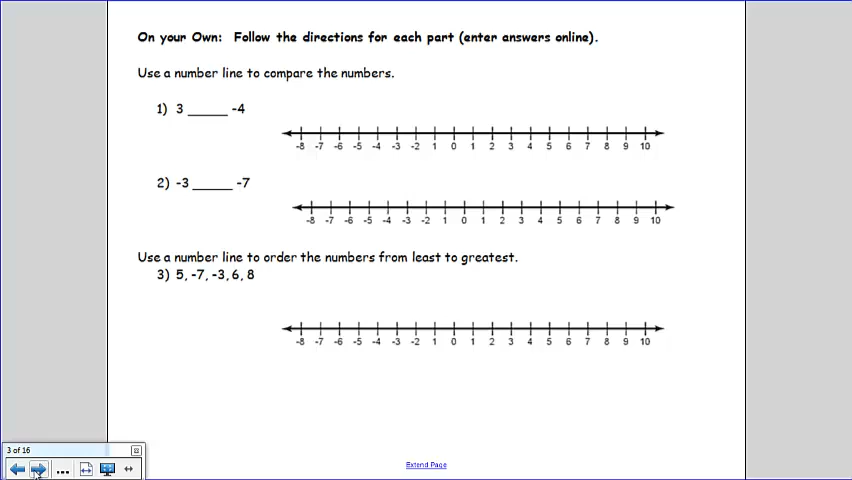 On your Own: Follow the directions for each part (enter answers online).
Use a number line to compare the numbers.
1) 3 _____ -4
-8 -7 -6 -5 -4 -3 -2 1 0 1 2 3 4 5 6 7 8 9 10
2) -3 _____ -7
-8 -7 -6 -5 -4 -3 -2 1 0 1 2 3 4 5 6 7 8 9 10
Use a number line to order the numbers from least to greatest.
3) 5, -7, -3, 6, 8
-8 -7 -6 -5 -4 -3 -2 1 0 1 2 3 4 5 6 7 8 9 10
3 of 16
Extend Page